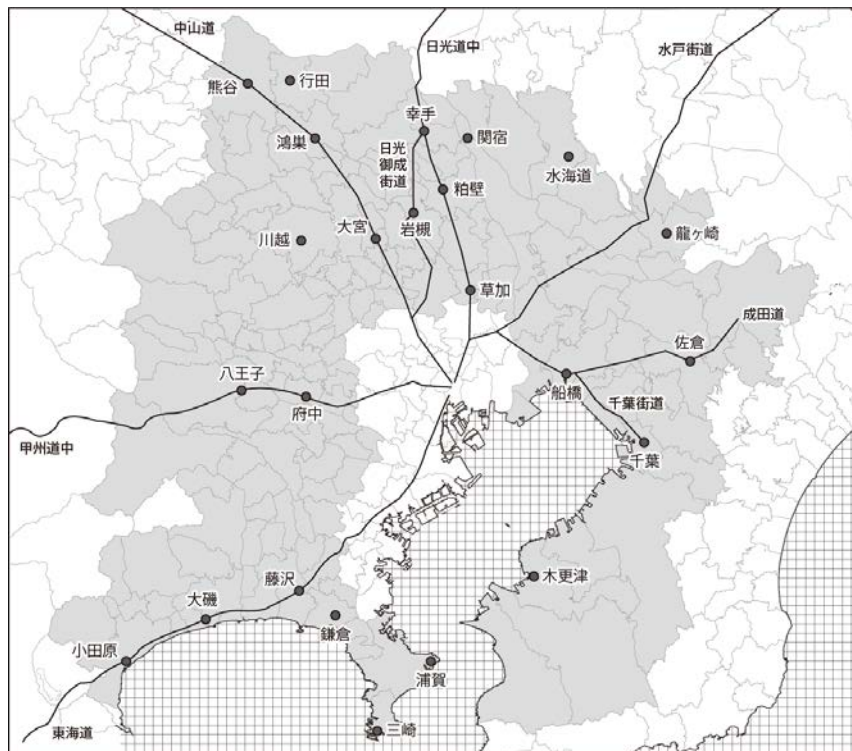 中山道
日光道中
水戸街道
熊谷
行田
幸手
関宿
鴻巣
日光
御成
街道
水海道
粕壁
岩槻
大宮
川越
龍ヶ崎
草加
成田道
佐倉
八王子
船橋
府中
千葉街道
甲州道中
千葉
木更津
藤沢
大磯
鎌倉
小田原
浦賀
東海道
三崎